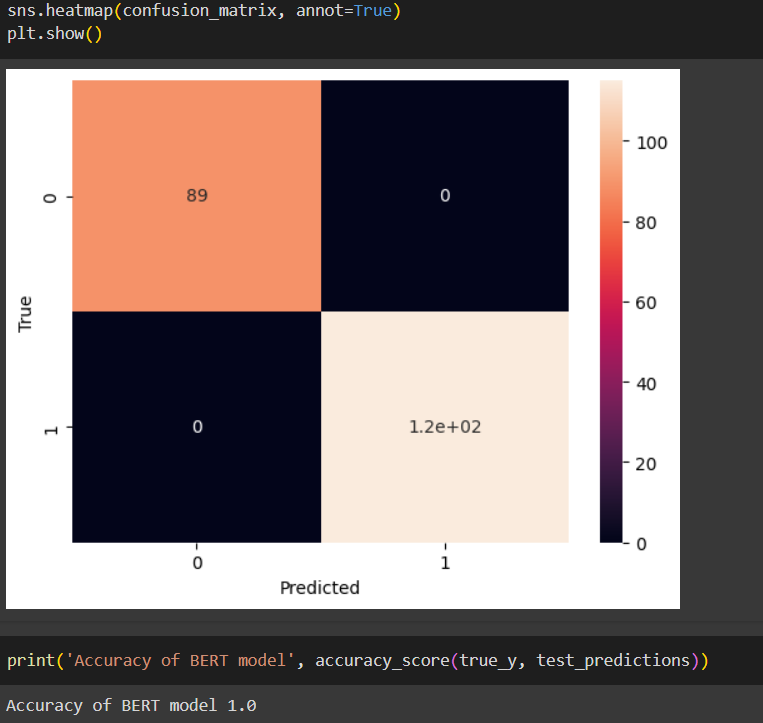 sns.heatmap(confusion_matrix, annot=True)
plt.show()
100
0
89
0
80
60
True
40
1
0
1.2e+02
20
0
0
1
Predicted
print('Accuracy of BERT model', accuracy_score(true_y, test_predictions))
Accuracy of BERT model 1.0